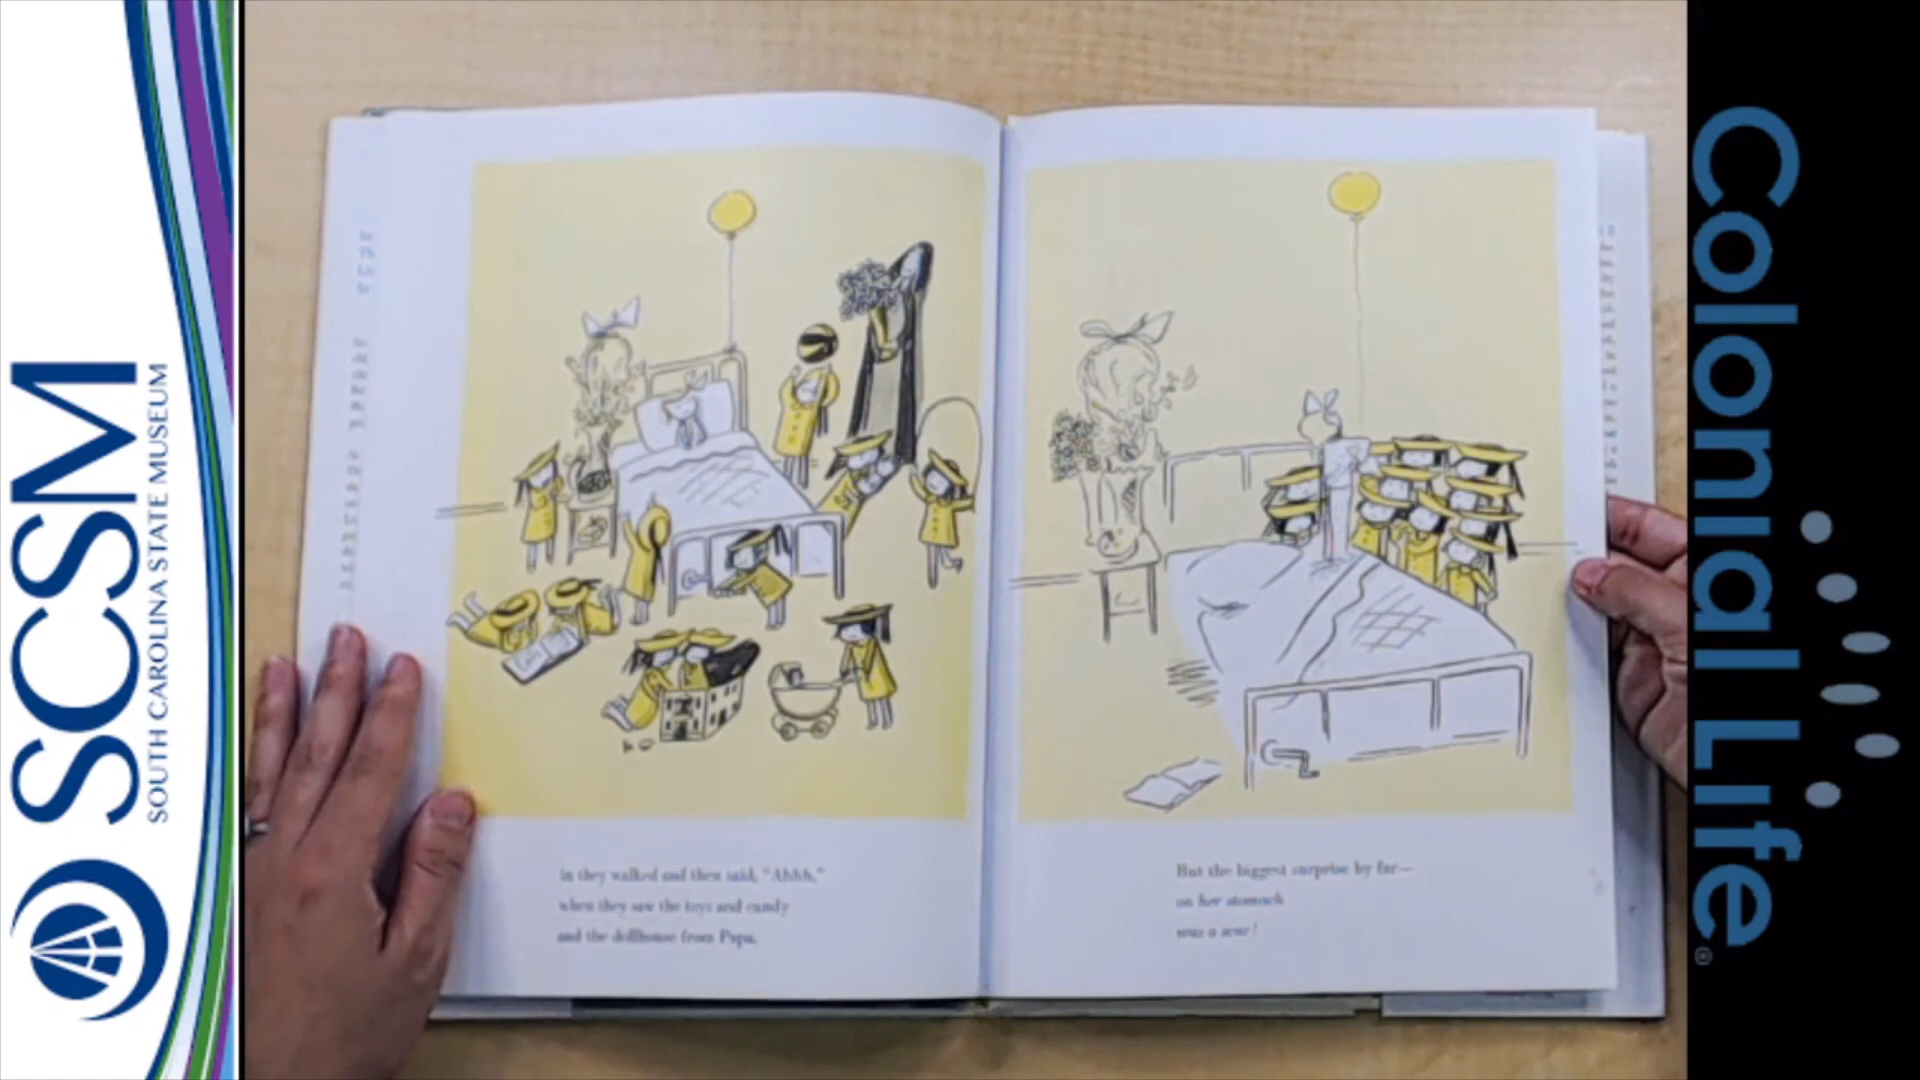 SCSM
SOUTH CAROLINA STATE MUSEUM
in they walked and then said, "Ahhh,"
when they saw the toys and candy
and the dollhouse from Papa.
But the biggest surprise by far—
on her stomach
was a scar!
Colonial Life®